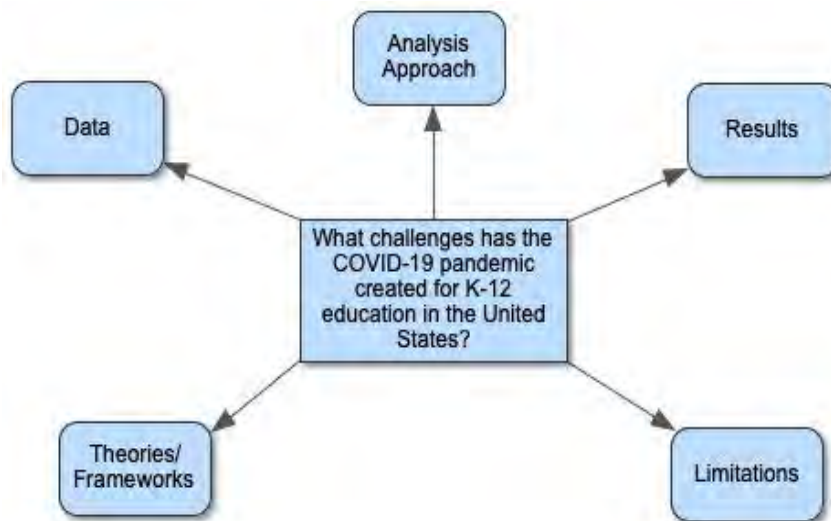 Analysis
Approach
Data
Results
What challenges has the
COVID-19 pandemic
created for K-12
education in the United
States?
Theories/
Frameworks
Limitations